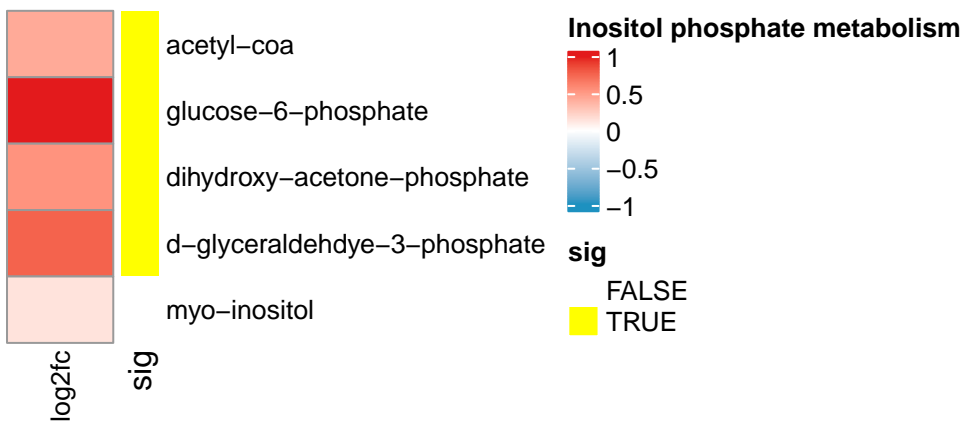 acetyl−coa
glucose−6−phosphate
dihydroxy−acetone−phosphate
d−glyceraldehdye−3−phosphate
myo−inositol
log2fc
sig
Inositol phosphate metabolism
1
0.5
0
−0.5
−1
sig
FALSE
TRUE